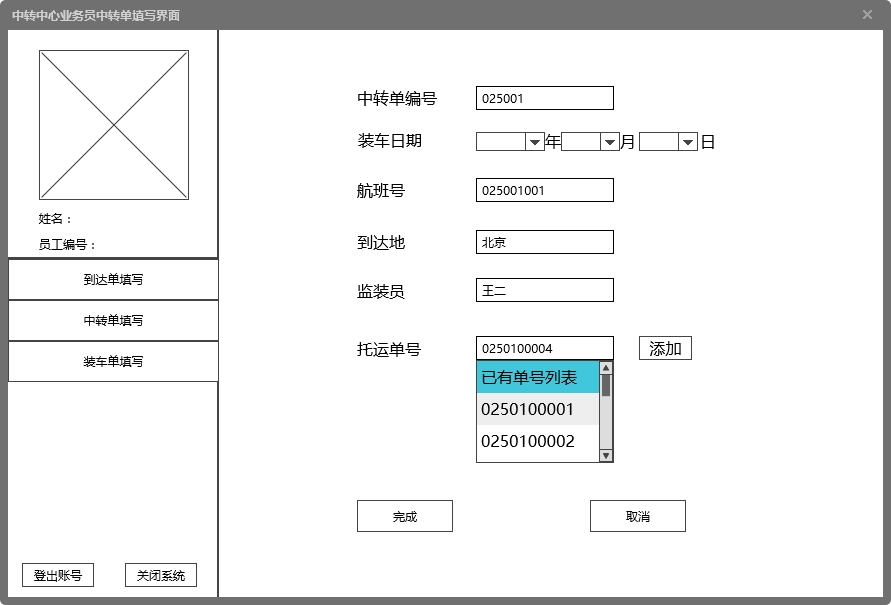 中转中心业务员中转单填写界面
姓名：
员工编号：
到达单填写
中转单填写
装车单填写
登出账号
关闭系统
中转单编号 025001
装车日期 年 月 日
航班号 025001001
到达地 北京
监装员 王二
托运单号 0250100004 添加
已有单号列表
0250100001
0250100002
完成 取消